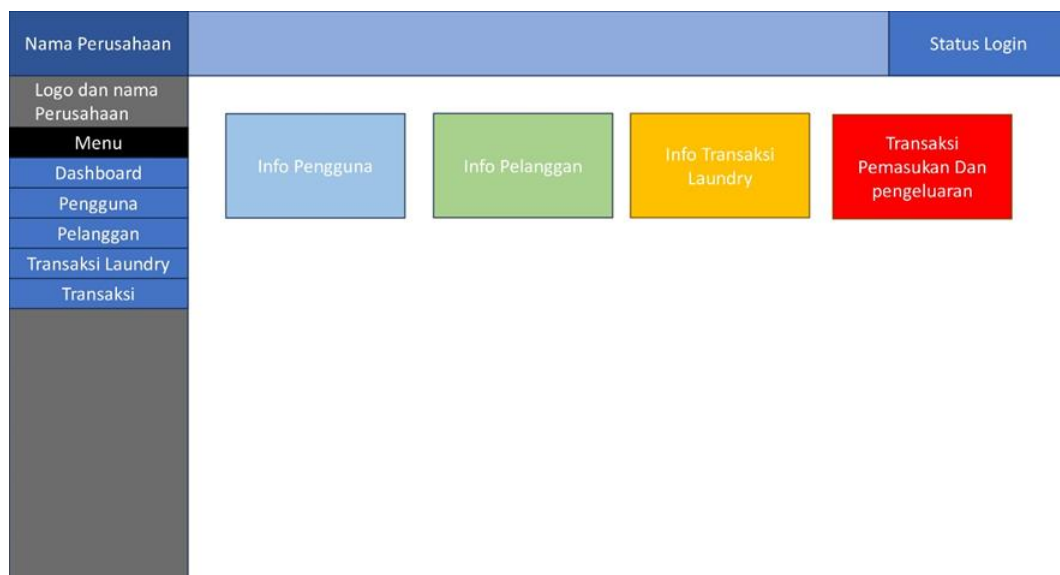 Nama Perusahaan
Status Login
Logo dan nama
Perusahaan
Menu
Dashboard
Pengguna
Pelanggan
Transaksi Laundry
Transaksi
Info Pengguna
Info Pelanggan
Info Transaksi
Laundry
Transaksi
Pemasukan Dan
pengeluaran